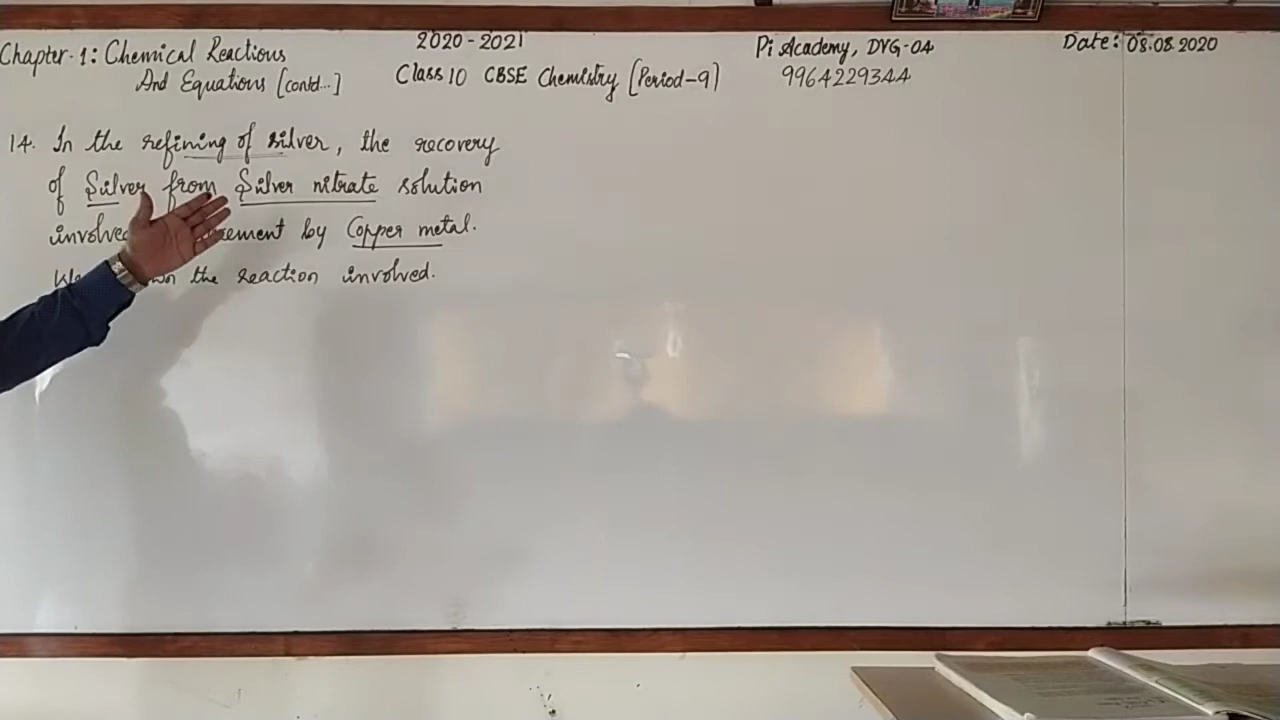 Chapter-1: Chemical Reactions
And Equations [contd...]
2020-2021
Class 10 CBSE Chemistry [Period-9]
Pi Academy, DVG-04
9964229344
Date: 08.08.2020
14. In the refining of silver, the recovery
of Silver from Silver nitrate solution
involved by Copper metal.
the reaction involved.